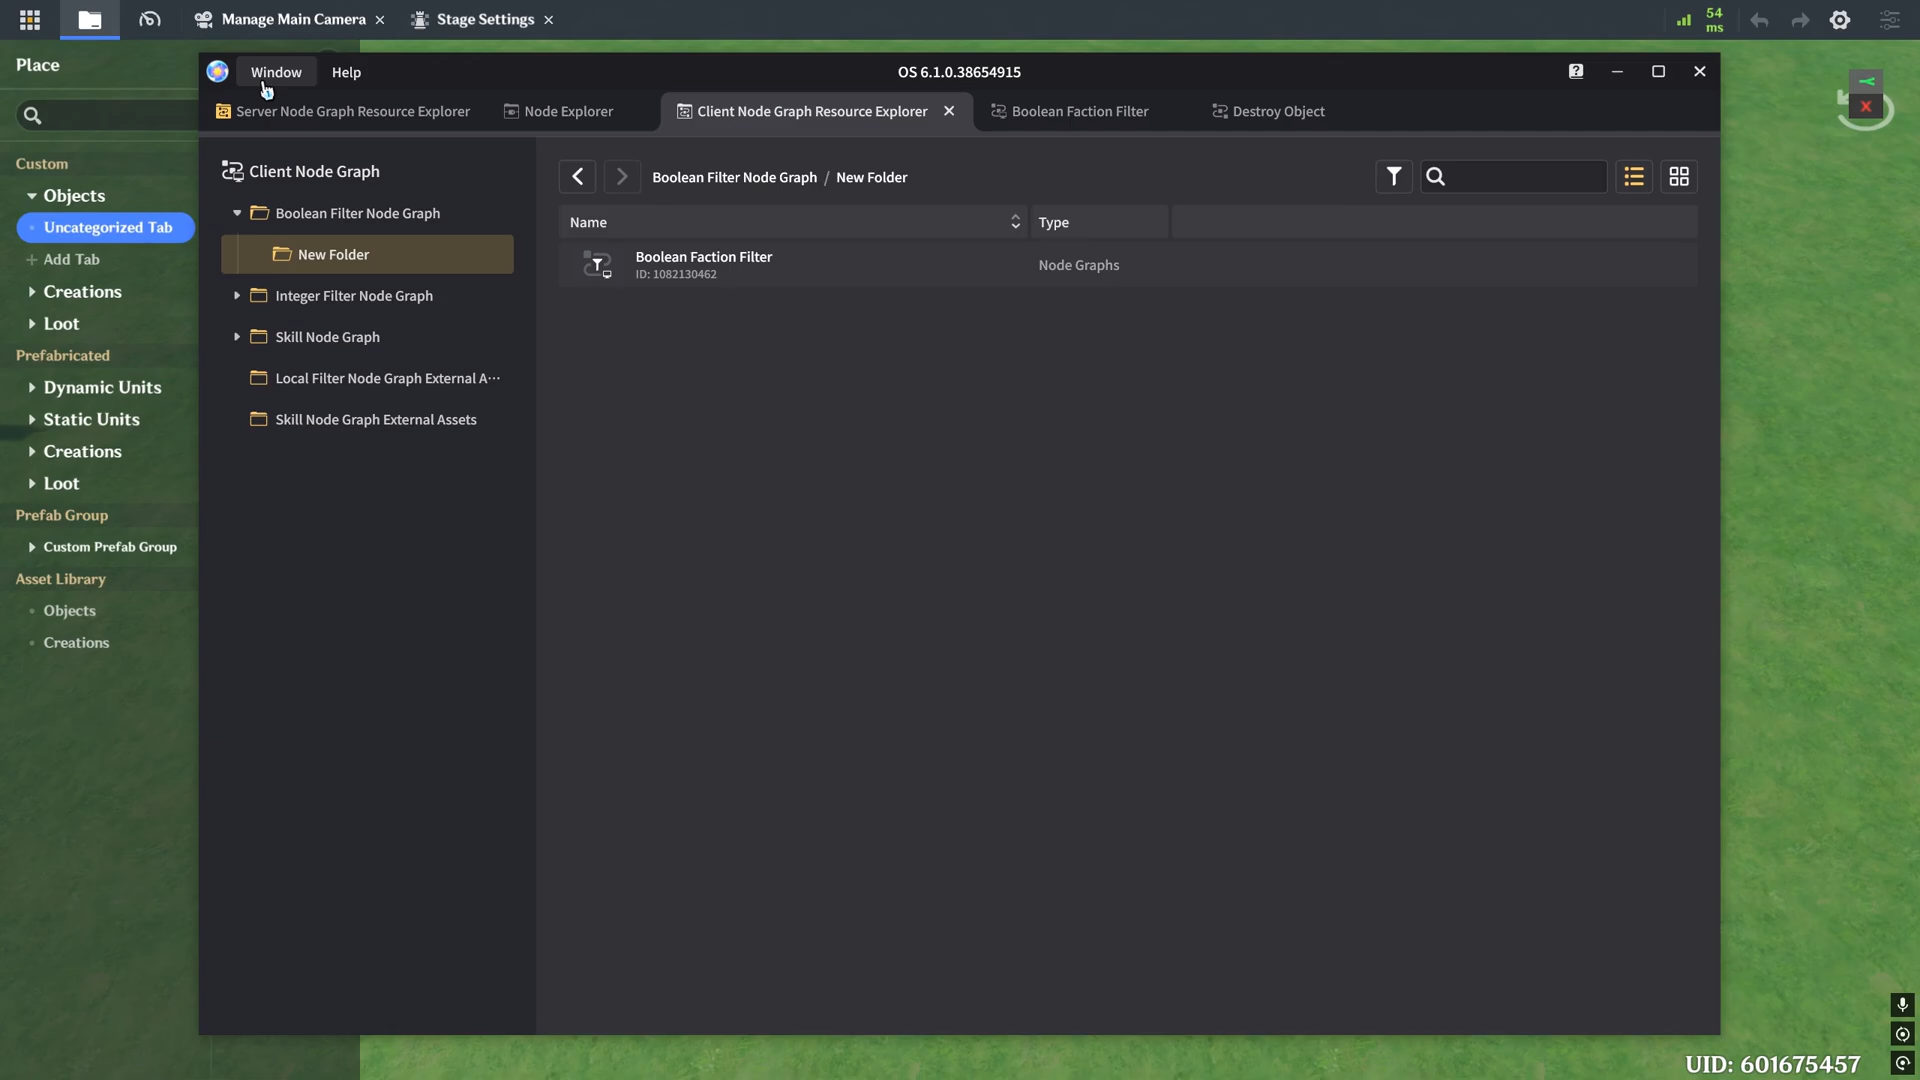 Manage Main Camera
Stage Settings
54
ms
Place
Window
Help
OS 6.1.0.38654915
Server Node Graph Resource Explorer
Node Explorer
Client Node Graph Resource Explorer
Boolean Faction Filter
Destroy Object
Custom
Objects
Uncategorized Tab
+ Add Tab
Creations
Loot
Prefabricated
Dynamic Units
Static Units
Creations
Loot
Prefab Group
Custom Prefab Group
Asset Library
Objects
Creations
Client Node Graph
Boolean Filter Node Graph
New Folder
Integer Filter Node Graph
Skill Node Graph
Local Filter Node Graph External A···
Skill Node Graph External Assets
Boolean Filter Node Graph / New Folder
Name
Type
Boolean Faction Filter
ID: 1082130462
Node Graphs
UID: 601675457